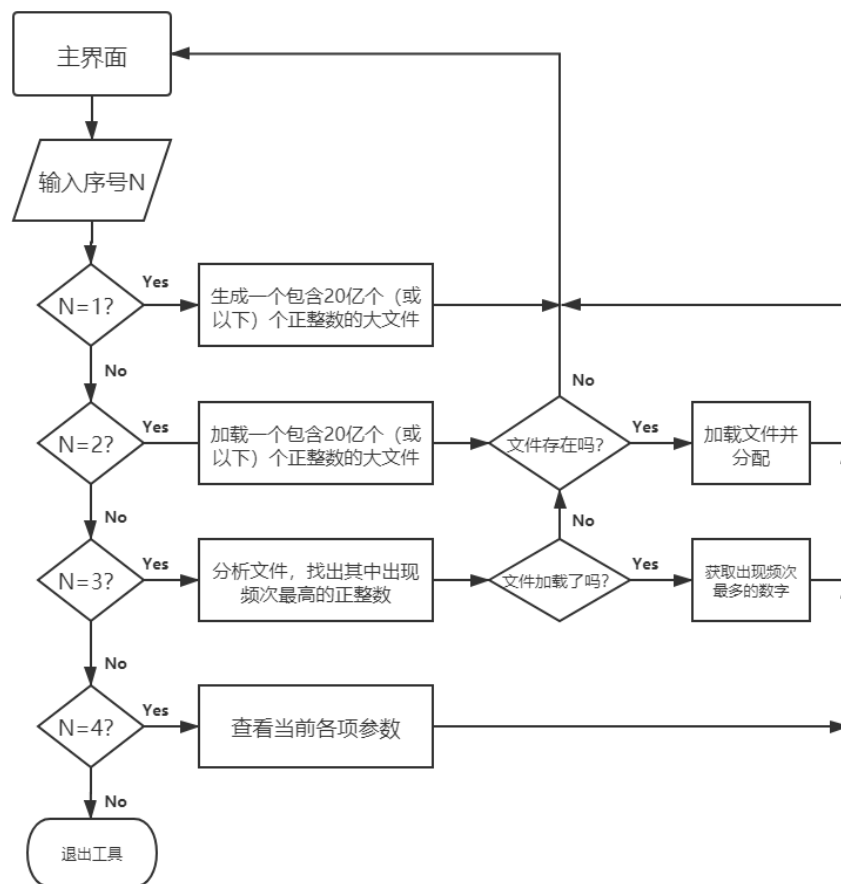 主界面
输入序号N
N=1?
Yes
生成一个包含20亿个（或
以下）个正整数的大文件
No
No
N=2?
Yes
加载一个包含20亿个（或
以下）个正整数的大文件
文件存在吗?
Yes
加载文件并
分配
No
No
N=3?
Yes
分析文件，找出其中出现
频次最高的正整数
文件加载了吗?
Yes
获取出现频次
最多的数字
No
N=4?
Yes
查看当前各项参数
No
退出工具